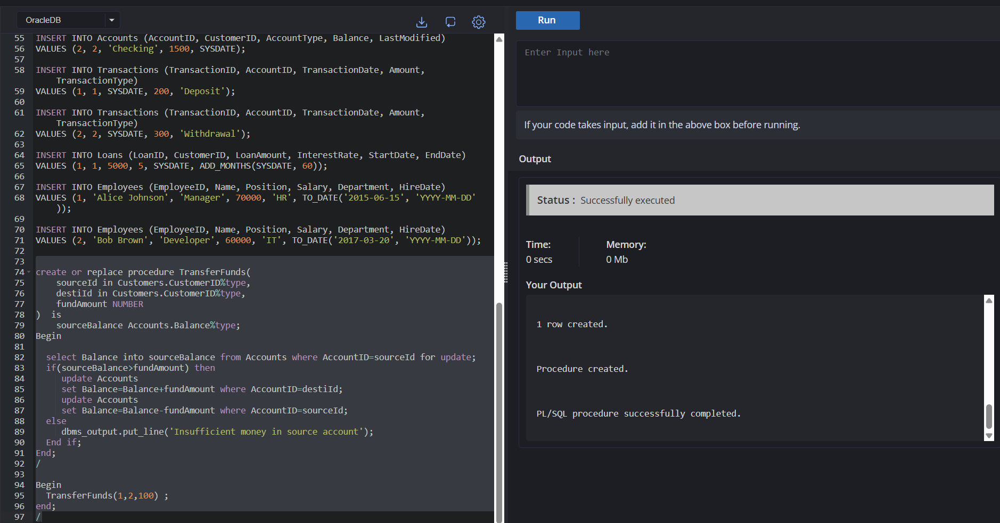 OracleDB
55 INSERT INTO Accounts (AccountID, CustomerID, AccountType, Balance, LastModified)
56 VALUES (2, 2, 'Checking', 1500, SYSDATE);
57
58 INSERT INTO Transactions (TransactionID, AccountID, TransactionDate, Amount,
TransactionType)
59 VALUES (1, 1, SYSDATE, 200, 'Deposit');
60
61 INSERT INTO Transactions (TransactionID, AccountID, TransactionDate, Amount,
TransactionType)
62 VALUES (2, 2, SYSDATE, 300, 'Withdrawal');
63
64 INSERT INTO Loans (LoanID, CustomerID, LoanAmount, InterestRate, StartDate, EndDate)
65 VALUES (1, 1, 5000, 5, SYSDATE, ADD_MONTHS(SYSDATE, 60));
66
67 INSERT INTO Employees (EmployeeID, Name, Position, Salary, Department, HireDate)
68 VALUES (1, 'Alice Johnson', 'Manager', 70000, 'HR', TO_DATE('2015-06-15', 'YYYY-MM-DD'
));
69
70 INSERT INTO Employees (EmployeeID, Name, Position, Salary, Department, HireDate)
71 VALUES (2, 'Bob Brown', 'Developer', 60000, 'IT', TO_DATE('2017-03-20', 'YYYY-MM-DD'));
72
73
74 create or replace procedure TransferFunds(
75 sourceId in Customers.CustomerID%type,
76 destiId in Customers.CustomerID%type,
77 fundAmount NUMBER
78 )  is
79 sourceBalance Accounts.Balance%type;
80 Begin
81
82 select Balance into sourceBalance from Accounts where AccountID=sourceId for update;
83 if(sourceBalance>fundAmount) then
84 update Accounts
85 set Balance=Balance+fundAmount where AccountID=destiId;
86 update Accounts
87 set Balance=Balance-fundAmount where AccountID=sourceId;
88 else
89 dbms_output.put_line('Insufficient money in source account');
90 End if;
91 End;
92 /
93
94 Begin
95 TransferFunds(1,2,100) ;
96 end;
97 /
Run
Enter Input here
If your code takes input, add it in the above box before running.
Output
Status : Successfully executed
Time:
0 secs
Memory:
0 Mb
Your Output
1 row created.
Procedure created.
PL/SQL procedure successfully completed.